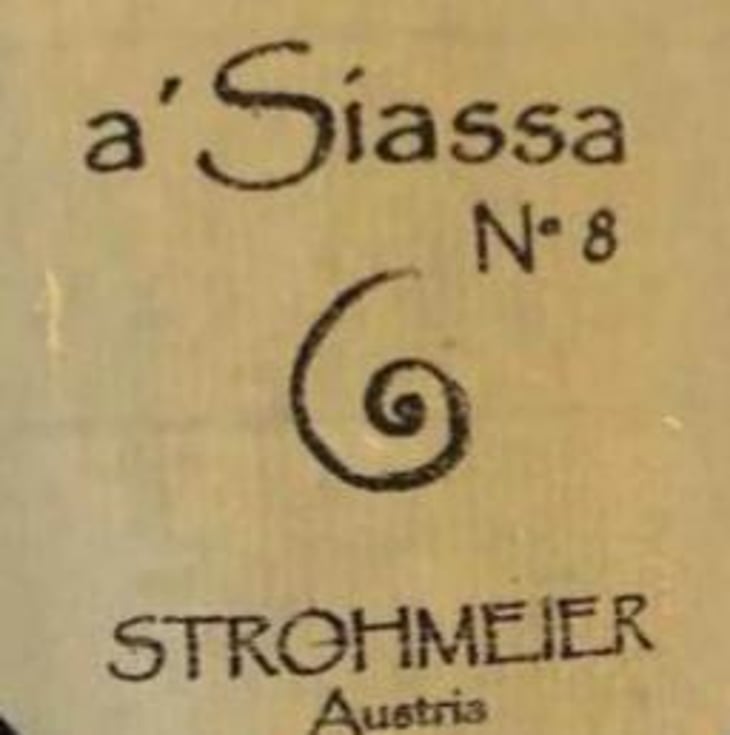 a' Siassa
N° 8
STROHMEIER
Austria